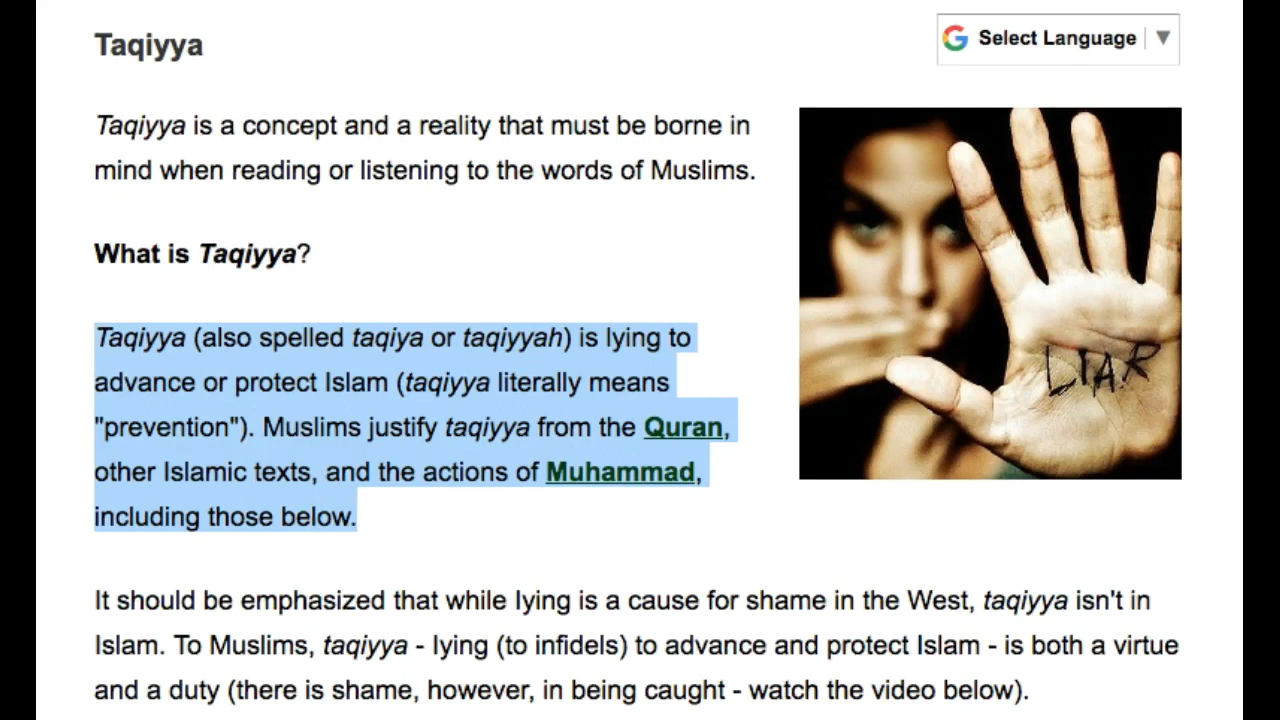 Taqiyya
Select Language ▼
Taqiyya is a concept and a reality that must be borne in
mind when reading or listening to the words of Muslims.
What is Taqiyya?
Taqiyya (also spelled taqiya or taqiyyah) is lying to
advance or protect Islam (taqiyya literally means
"prevention"). Muslims justify taqiyya from the Quran,
other Islamic texts, and the actions of Muhammad,
including those below.
LIAR
It should be emphasized that while lying is a cause for shame in the West, taqiyya isn't in
Islam. To Muslims, taqiyya - lying (to infidels) to advance and protect Islam - is both a virtue
and a duty (there is shame, however, in being caught - watch the video below).